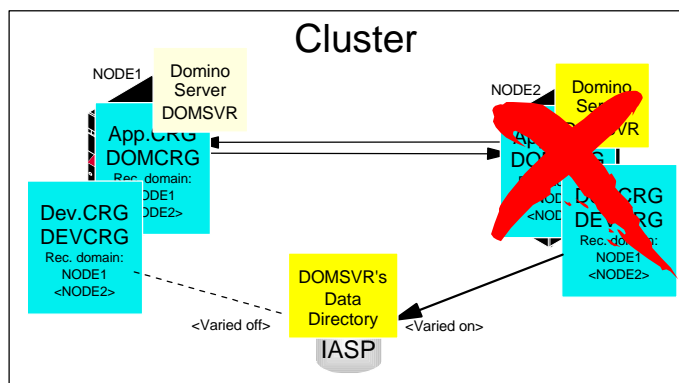 Cluster
NODE1
Domino
Server
DOMSVR
App.CRG
DOMCRG
Rec. domain:
NODE1
NODE2>
Dev.CRG
DEVCRG
Rec. domain:
NODE1
<NODE2>
NODE2
Domino
DEVCRG
Rec. domain:
NODE1
<NODE2>
DOMSVR's
Data
Directory
<Varied off>
<Varied on>
IASP